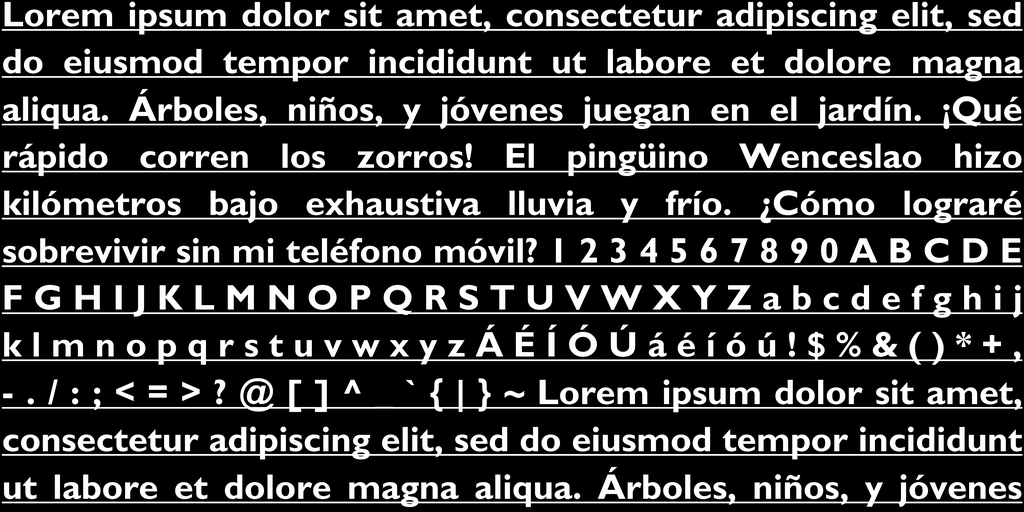 Lorem ipsum dolor sit amet, consectetur adipiscing elit, sed
do eiusmod tempor incididunt ut labore et dolore magna
aliqua. Árboles, niños, y jóvenes juegan en el jardín. ¡Qué
rápido corren los zorros! El pingüino Wenceslao hizo
kilómetros bajo exhaustiva lluvia y frío. ¿Cómo lograré
sobrevivir sin mi teléfono móvil? 1 2 3 4 5 6 7 8 9 0 A B C D E
F G H I J K L M N O P Q R S T U V W X Y Z a b c d e f g h i j
k l m n o p q r s t u v w x y z Á É Í Ó Ú á é í ó ú ! $ % & ( ) * + ,
- . / : ; < = > ? @ [ ] ^ _ ` { | } ~ Lorem ipsum dolor sit amet,
consectetur adipiscing elit, sed do eiusmod tempor incididunt
ut labore et dolore magna aliqua. Árboles, niños, y jóvenes